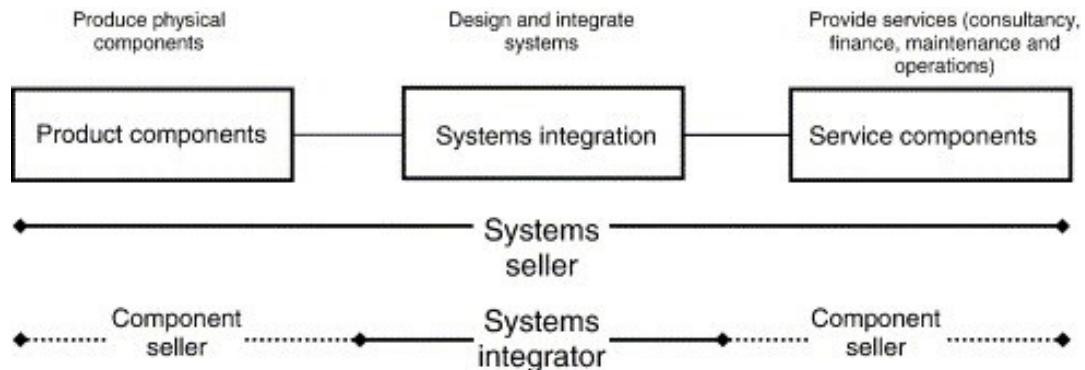 Produce physical
components
Design and integrate
systems
Provide services (consultancy,
finance, maintenance and
operations)
Product components
Systems integration
Service components
Systems
seller
Component
seller
Systems
integrator
Component
seller